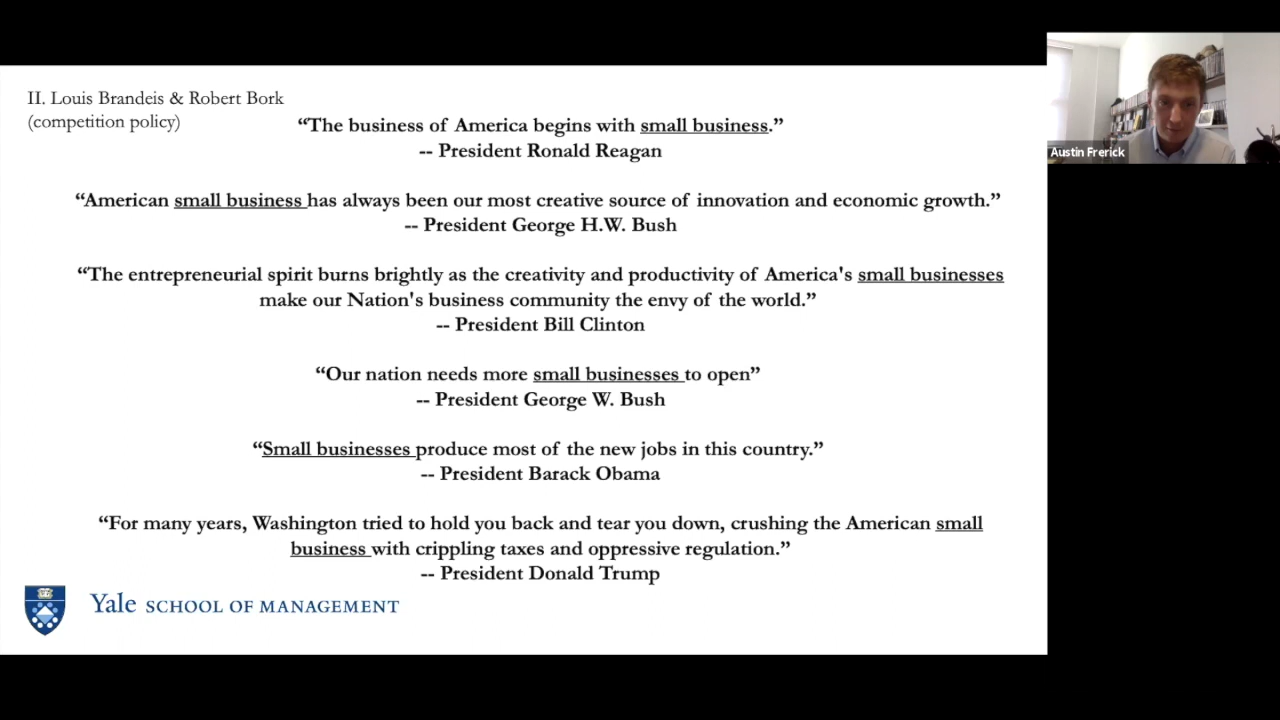 II. Louis Brandeis & Robert Bork
(competition policy)
“The business of America begins with small business.”
-- President Ronald Reagan
“American small business has always been our most creative source of innovation and economic growth.”
-- President George H.W. Bush
“The entrepreneurial spirit burns brightly as the creativity and productivity of America's small businesses
make our Nation's business community the envy of the world.”
-- President Bill Clinton
“Our nation needs more small businesses to open”
-- President George W. Bush
“Small businesses produce most of the new jobs in this country.”
-- President Barack Obama
“For many years, Washington tried to hold you back and tear you down, crushing the American small
business with crippling taxes and oppressive regulation.”
-- President Donald Trump
Yale SCHOOL OF MANAGEMENT
Austin Frerick